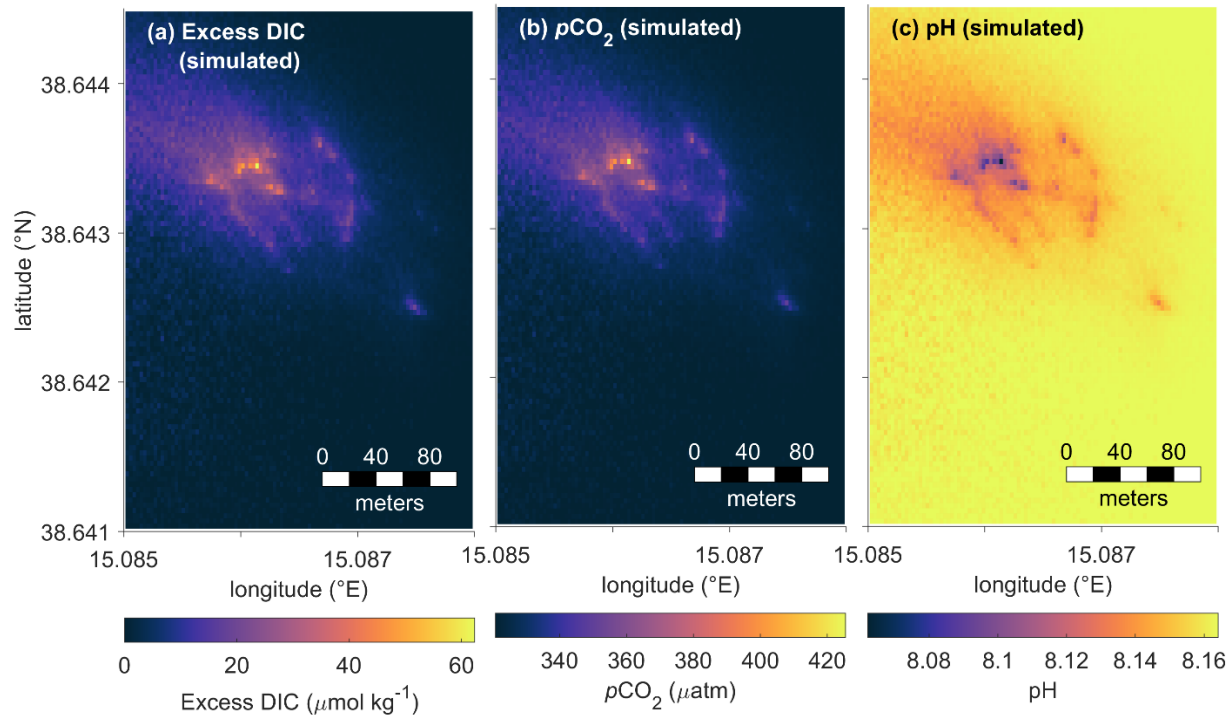 (a) Excess DIC
(simulated)
(b) pCO₂ (simulated)
(c) pH (simulated)
38.644
38.643
38.642
38.641
latitude (°N)
0 40 80
meters
0 40 80
meters
0 40 80
meters
15.085 15.087
15.085 15.087
15.085 15.087
longitude (°E)
longitude (°E)
longitude (°E)
0 20 40 60
Excess DIC (μmol kg⁻¹)
340 360 380 400 420
pCO₂ (μatm)
8.08 8.1 8.12 8.14 8.16
pH